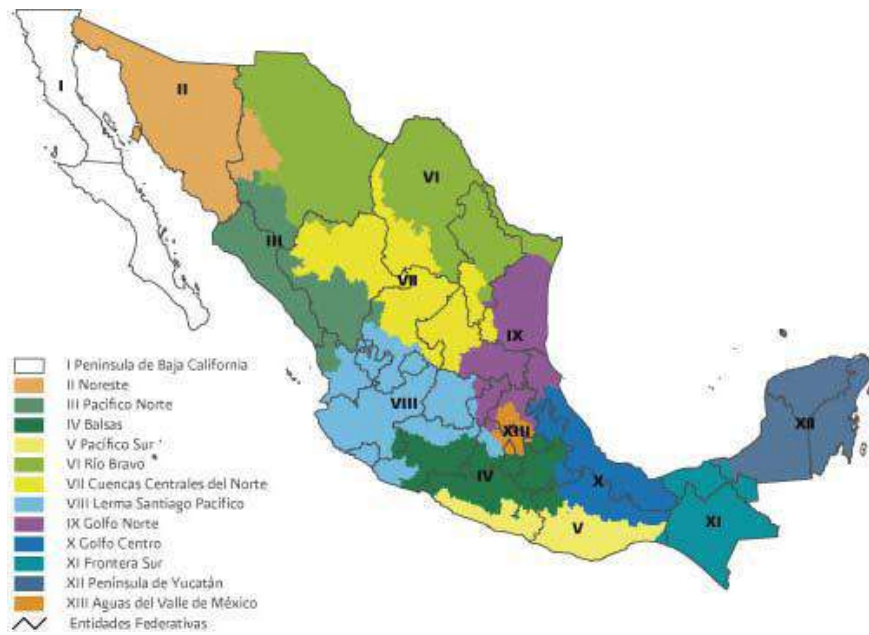 I
II
III
VI
VII
IX
VIII
XIII
IV
X
V
XI
XII
I Península de Baja California
II Noreste
III Pacífico Norte
IV Balsas
V Pacífico Sur
VI Río Bravo
VII Cuencas Centrales del Norte
VIII Lerma Santiago Pacífico
IX Golfo Norte
X Golfo Centro
XI Frontera Sur
XII Península de Yucatán
XIII Aguas del Valle de México
Entidades Federativas